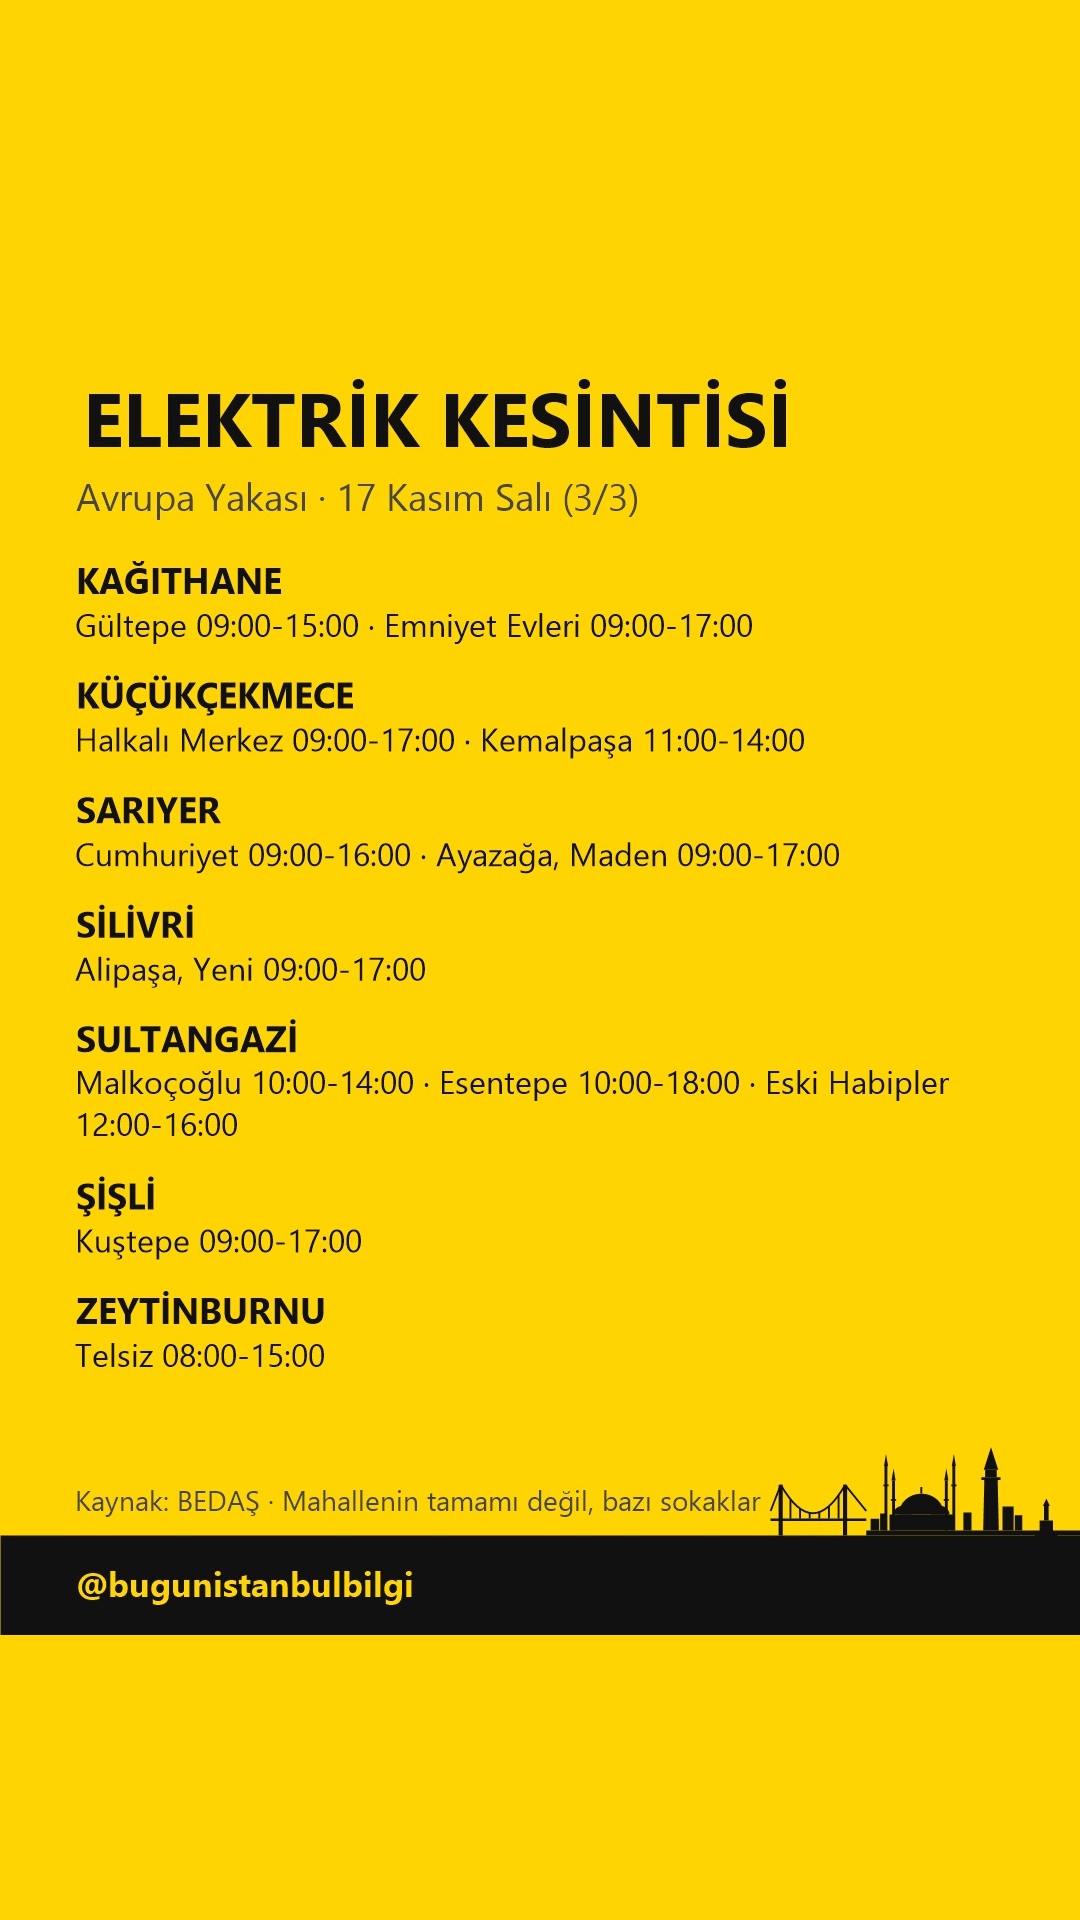 ELEKTRİK KESİNTİSİ
Avrupa Yakası · 17 Kasım Salı (3/3)
KAĞITHANE
Gültepe 09:00-15:00 · Emniyet Evleri 09:00-17:00
KÜÇÜKÇEKMECE
Halkalı Merkez 09:00-17:00 · Kemalpaşa 11:00-14:00
SARIYER
Cumhuriyet 09:00-16:00 · Ayazağa, Maden 09:00-17:00
SİLİVRİ
Alipaşa, Yeni 09:00-17:00
SULTANGAZİ
Malkoçoğlu 10:00-14:00 · Esentepe 10:00-18:00 · Eski Habipler
12:00-16:00
ŞİŞLİ
Kuştepe 09:00-17:00
ZEYTİNBURNU
Telsiz 08:00-15:00
Kaynak: BEDAŞ · Mahallenin tamamı değil, bazı sokaklar
@bugunistanbulbilgi